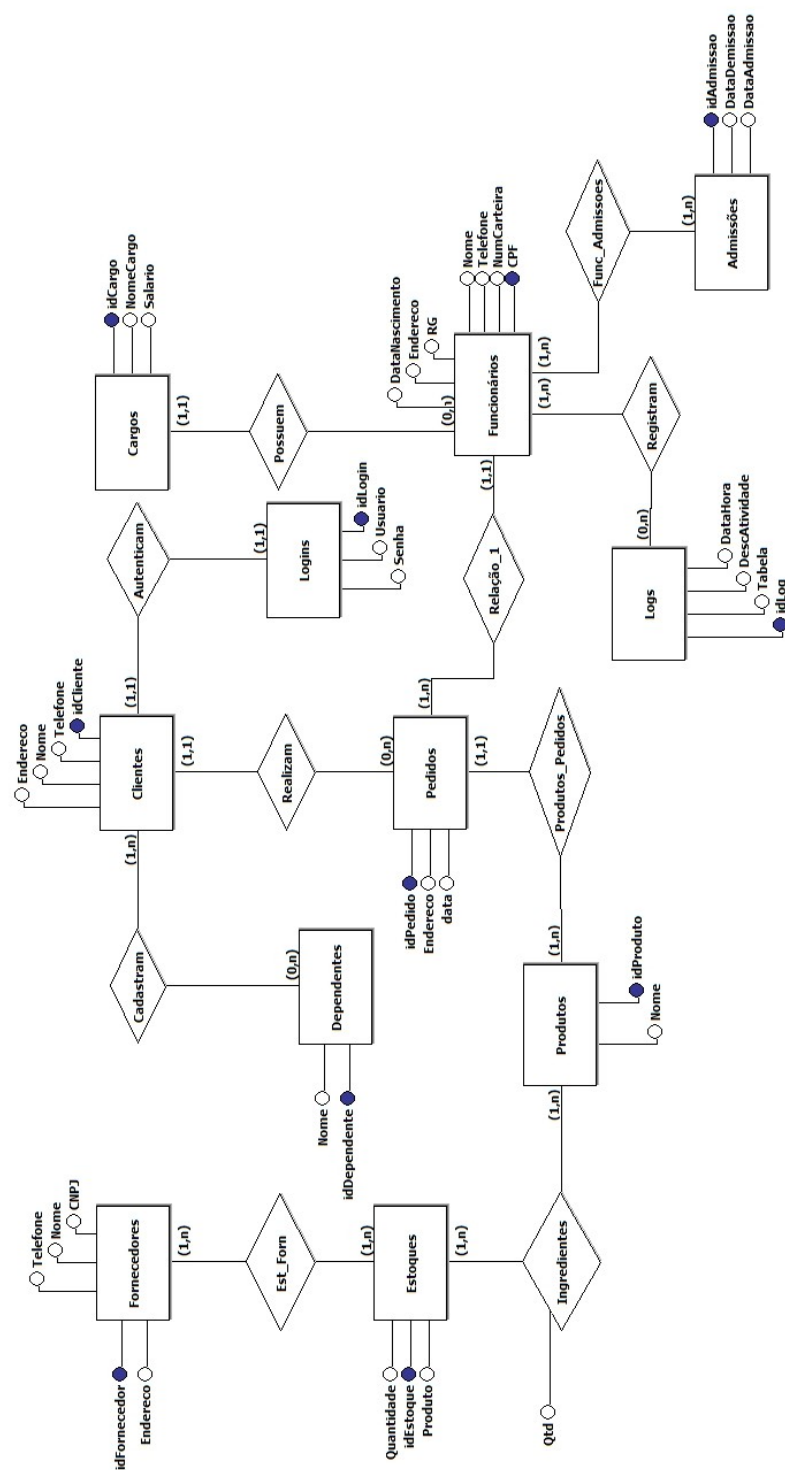 Telefone
Nome
CNPJ
idFornecedor
Endereco
Fornecedores
(1,n)
Est_Forn
(1,n)
Quantidade
idEstoque
Produto
Estoques
(1,n)
Ingredientes
Qtd
(1,n)
Produtos
idProduto
Nome
(1,n)
Produtos_Pedidos
(1,1)
Endereco
Nome
Telefone
idCliente
Clientes
(1,n)
Cadastram
(0,n)
Nome
idDependente
Dependentes
(1,1)
Realizam
(0,n)
idPedido
Endereco
data
Pedidos
(1,n)
Relação_1
(1,1)
(1,1)
Autenticam
(1,1)
Logins
idLogin
Usuario
Senha
Cargos
idCargo
NomeCargo
Salario
(1,1)
Possuem
(0,n)
DataNascimento
Endereco
RG
Funcionários
Nome
Telefone
NumCarteira
CPF
(1,n)
(1,n)
Registram
(0,n)
Logs
DataHora
DescAtividade
Tabela
idLog
Func_Admissoes
(1,n)
Admissões
idAdmissao
DataDemissao
DataAdmissao